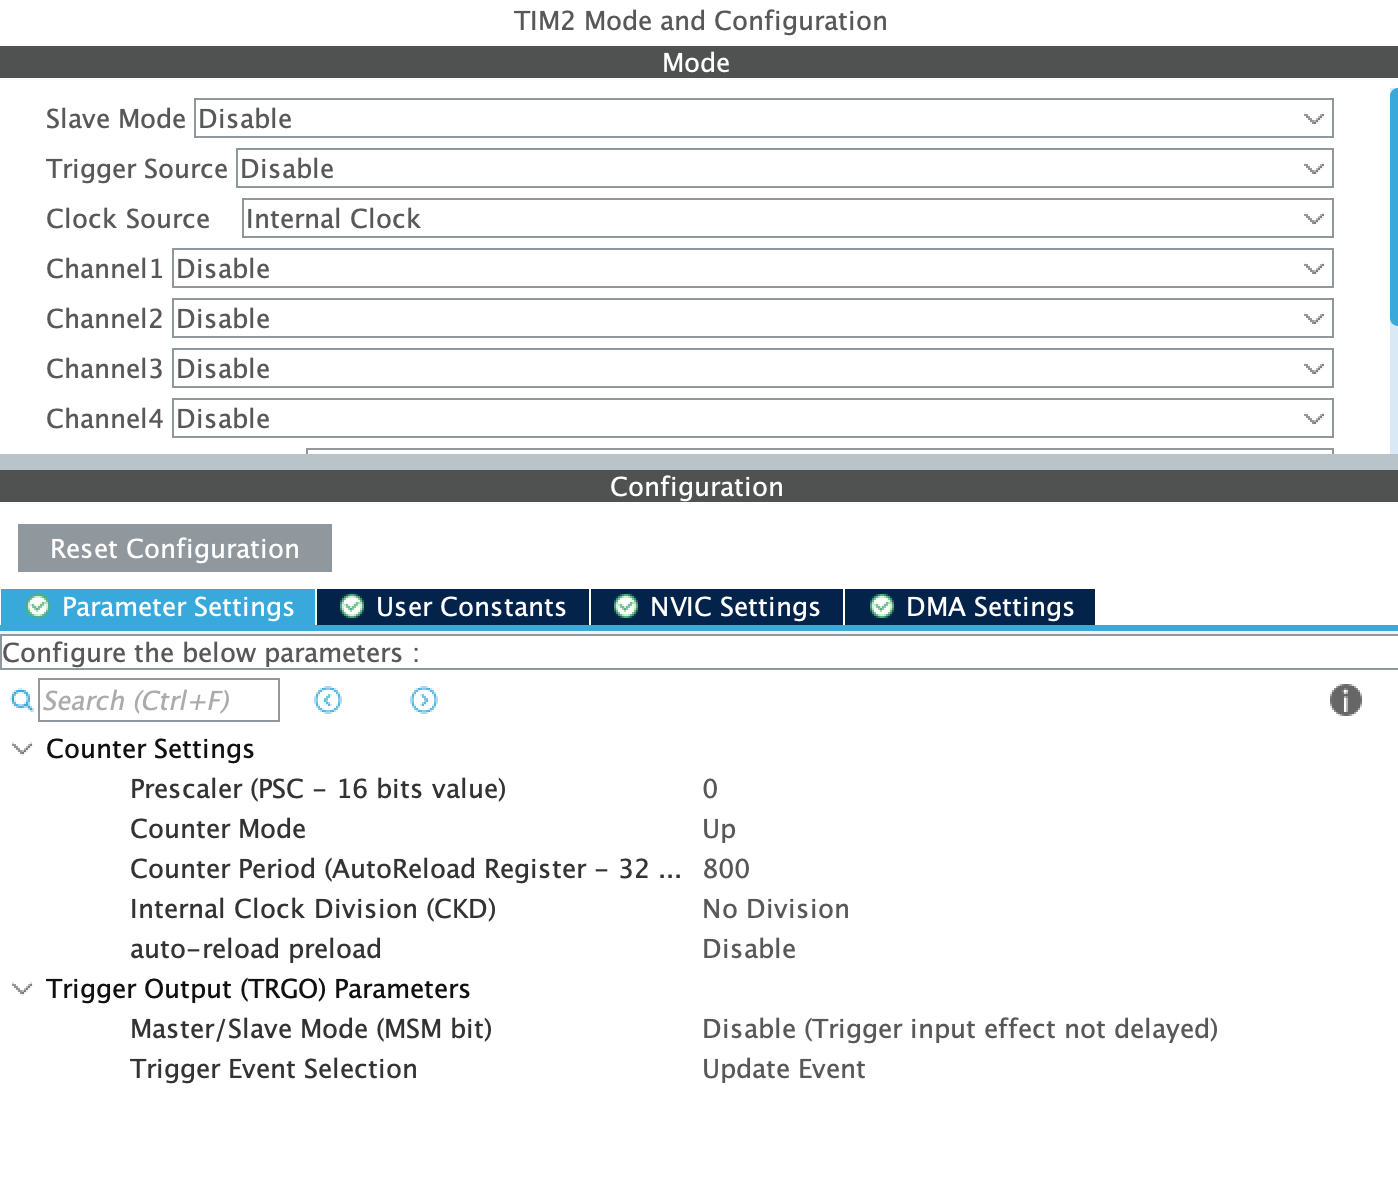 TIM2 Mode and Configuration
Mode
Slave Mode Disable
Trigger Source Disable
Clock Source Internal Clock
Channel1 Disable
Channel2 Disable
Channel3 Disable
Channel4 Disable
Configuration
Reset Configuration
Parameter Settings User Constants NVIC Settings DMA Settings
Configure the below parameters :
Search (Ctrl+F)
Counter Settings
Prescaler (PSC - 16 bits value) 0
Counter Mode Up
Counter Period (AutoReload Register - 32 ... 800
Internal Clock Division (CKD) No Division
auto-reload preload Disable
Trigger Output (TRGO) Parameters
Master/Slave Mode (MSM bit) Disable (Trigger input effect not delayed)
Trigger Event Selection Update Event